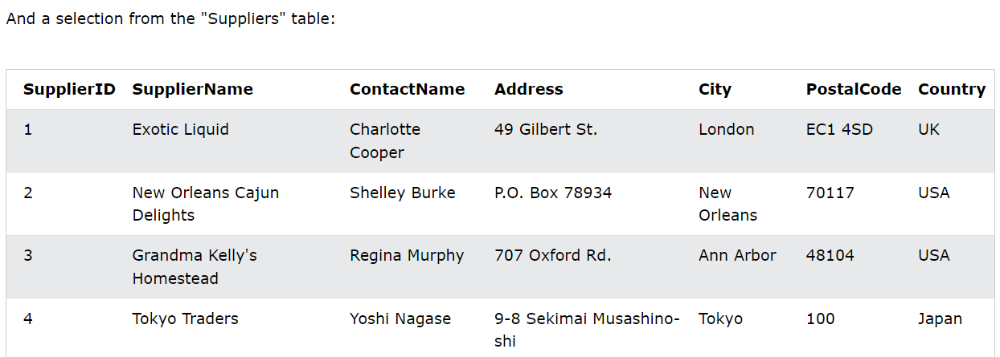 And a selection from the "Suppliers" table:
SupplierID SupplierName ContactName Address City PostalCode Country
1 Exotic Liquid Charlotte 49 Gilbert St. London EC1 4SD UK
Cooper
2 New Orleans Cajun Shelley Burke P.O. Box 78934 New 70117 USA
Delights Orleans
3 Grandma Kelly's Regina Murphy 707 Oxford Rd. Ann Arbor 48104 USA
Homestead
4 Tokyo Traders Yoshi Nagase 9-8 Sekimai Musashino- Tokyo 100 Japan
shi